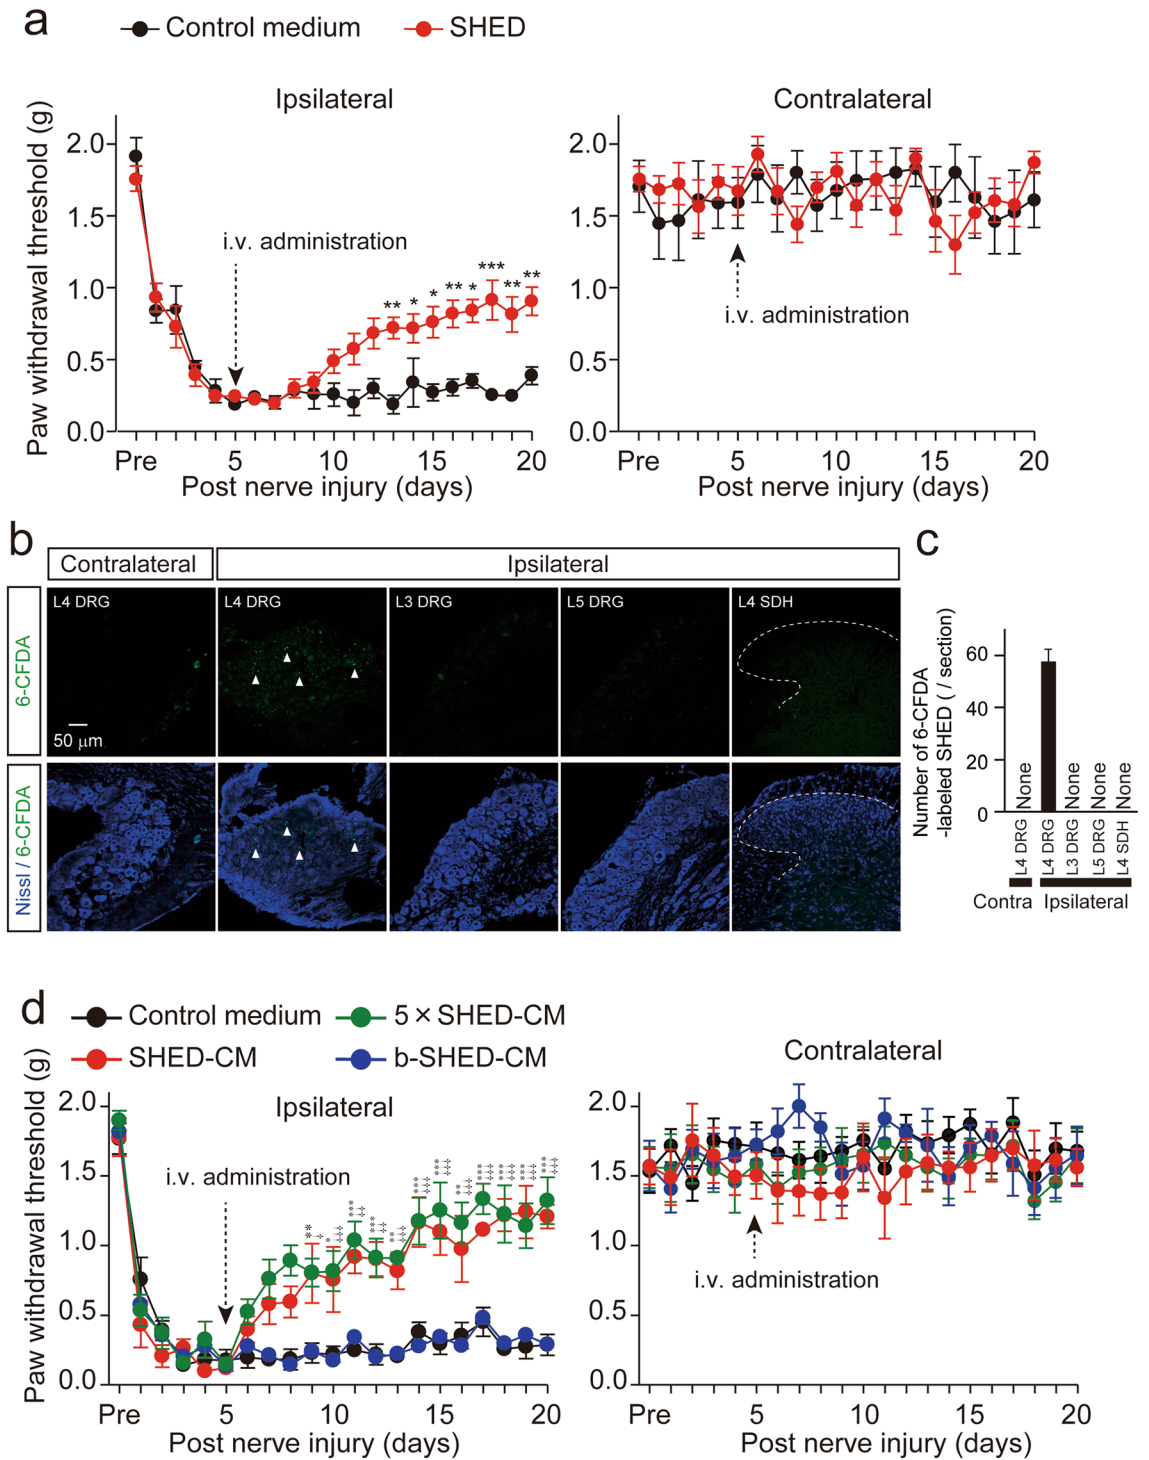 a
Control medium
SHED
Ipsilateral
Contralateral
Paw withdrawal threshold (g)
2.0
1.5
1.0
0.5
0.0
i.v. administration
** * * ** * *** ** **
Pre 5 10 15 20
Post nerve injury (days)
2.0
1.5
1.0
0.5
0.0
i.v. administration
Pre 5 10 15 20
Post nerve injury (days)
b
Contralateral
Ipsilateral
6-CFDA
L4 DRG
L4 DRG
L3 DRG
L5 DRG
L4 SDH
50 µm
Nissl / 6-CFDA
c
Number of 6-CFDA
-labeled SHED ( / section)
60
40
20
0
None
None
None
None
L4 DRG
L4 DRG
L3 DRG
L5 DRG
L4 SDH
Contra
Ipsilateral
d
Control medium
5×SHED-CM
SHED-CM
b-SHED-CM
Ipsilateral
Contralateral
Paw withdrawal threshold (g)
2.0
1.5
1.0
0.5
0.0
i.v. administration
Pre 5 10 15 20
Post nerve injury (days)
2.0
1.5
1.0
0.5
0.0
i.v. administration
Pre 5 10 15 20
Post nerve injury (days)